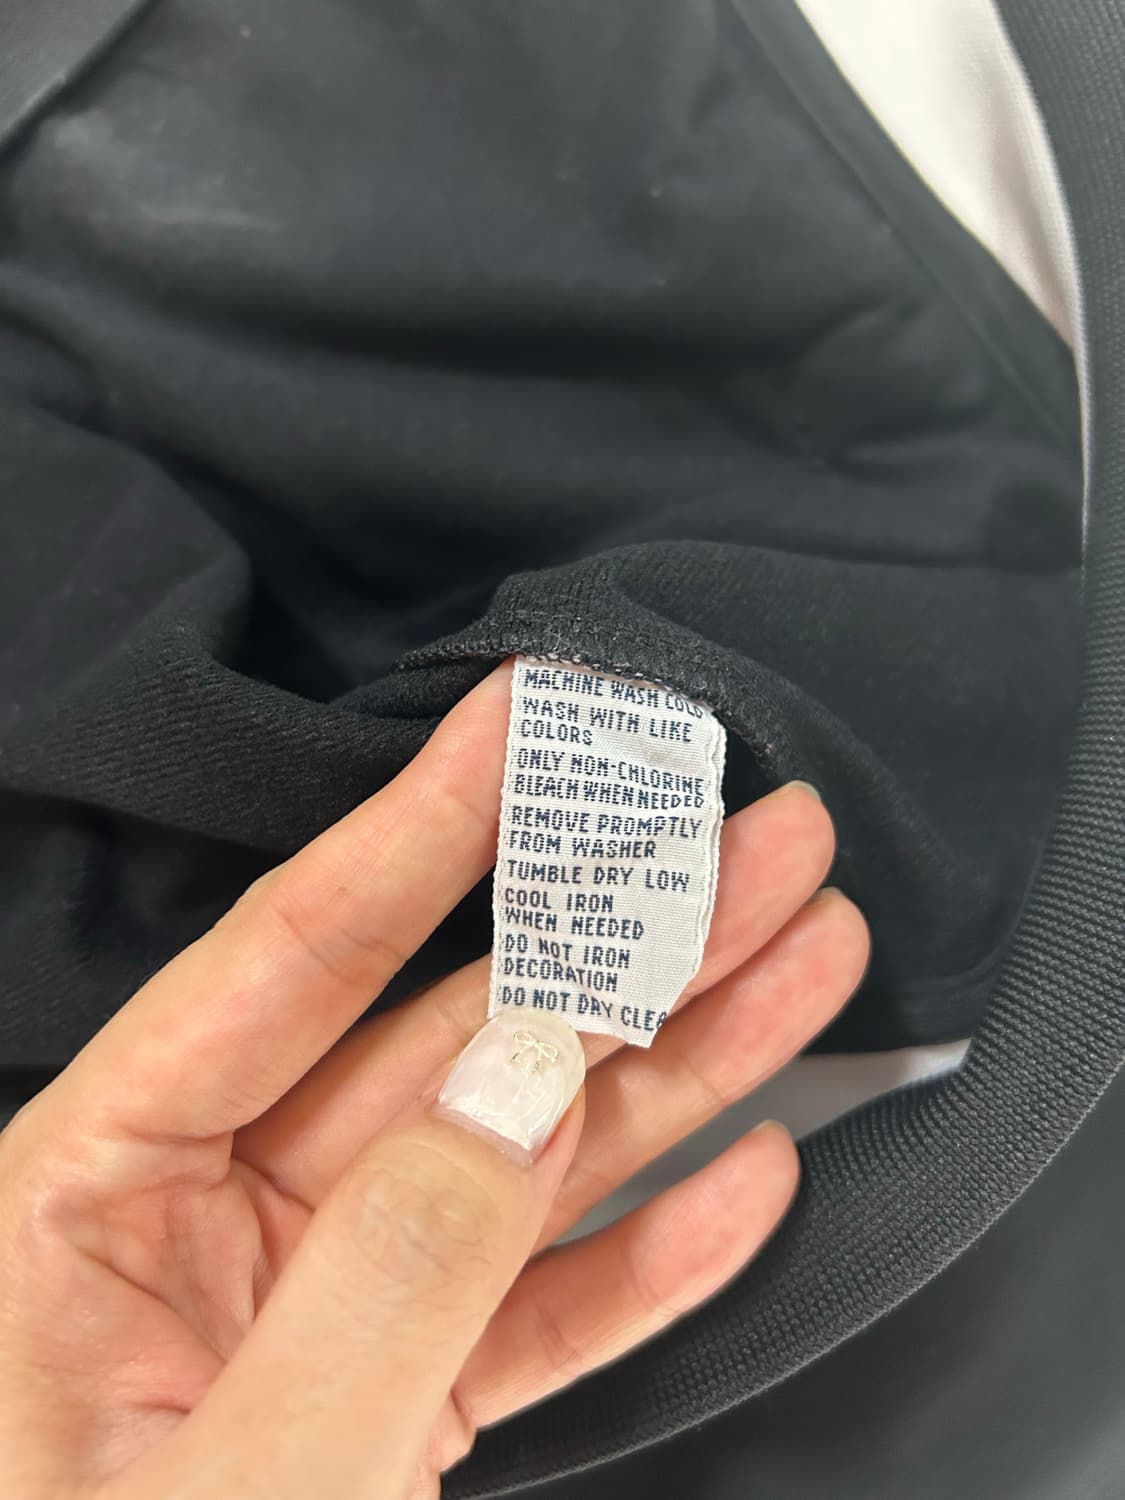 MACHINE WASH COLD
WASH WITH LIKE
COLORS
ONLY NON-CHLORINE
BLEACH WHEN NEEDED
REMOVE PROMPTLY
FROM WASHER
TUMBLE DRY LOW
COOL IRON
WHEN NEEDED
DO NOT IRON
DECORATION
DO NOT DRY CLEA